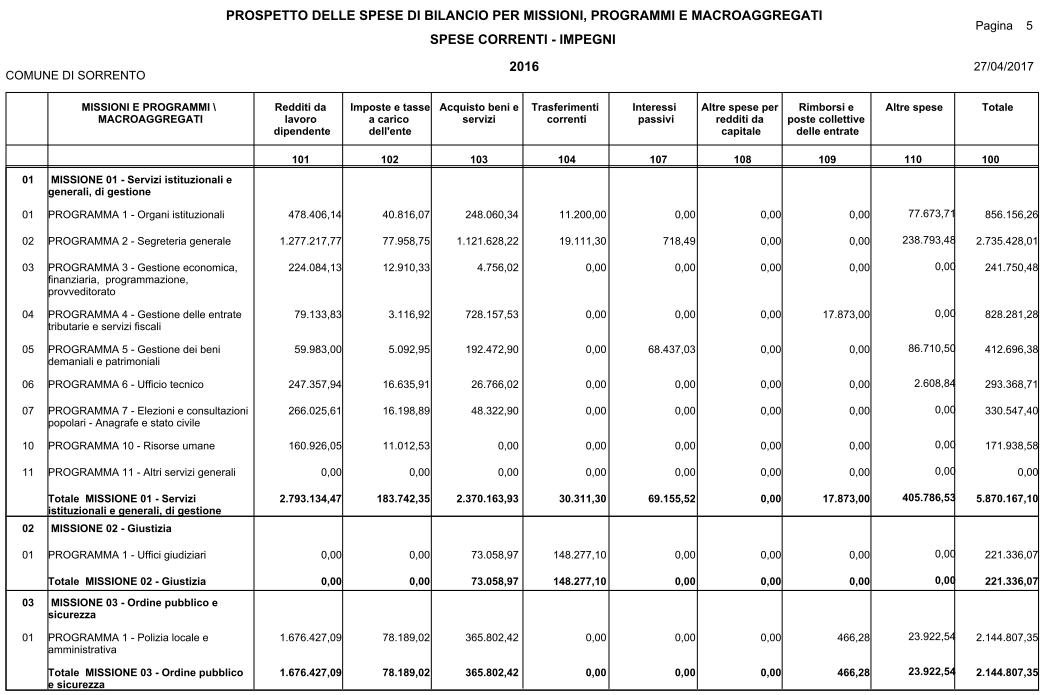 PROSPETTO DELLE SPESE DI BILANCIO PER MISSIONI, PROGRAMMI E MACROAGGREGATI
Pagina 5
SPESE CORRENTI - IMPEGNI
2016
27/04/2017
COMUNE DI SORRENTO
MISSIONI E PROGRAMMI \ MACROAGGREGATI Redditi da lavoro dipendente Imposte e tasse a carico dell'ente Acquisto beni e servizi Trasferimenti correnti Interessi passivi Altre spese per redditi da capitale Rimborsi e poste collettive delle entrate Altre spese Totale
101 102 103 104 107 108 109 110 100
01 MISSIONE 01 - Servizi istituzionali e
generali, di gestione
01 PROGRAMMA 1 - Organi istituzionali 478.406,14 40.816,07 248.060,34 11.200,00 0,00 0,00 0,00 77.673,71 856.156,26
02 PROGRAMMA 2 - Segreteria generale 1.277.217,77 77.958,75 1.121.628,22 19.111,30 718,49 0,00 0,00 238.793,48 2.735.428,01
03 PROGRAMMA 3 - Gestione economica, 224.084,13 12.910,33 4.756,02 0,00 0,00 0,00 0,00 0,00 241.750,48
finanziaria, programmazione,
provveditorato
04 PROGRAMMA 4 - Gestione delle entrate 79.133,83 3.116,92 728.157,53 0,00 0,00 0,00 17.873,00 0,00 828.281,28
tributarie e servizi fiscali
05 PROGRAMMA 5 - Gestione dei beni 59.983,00 5.092,95 192.472,90 0,00 68.437,03 0,00 0,00 86.710,50 412.696,38
demaniali e patrimoniali
06 PROGRAMMA 6 - Ufficio tecnico 247.357,94 16.635,91 26.766,02 0,00 0,00 0,00 0,00 2.608,84 293.368,71
07 PROGRAMMA 7 - Elezioni e consultazioni 266.025,61 16.198,89 48.322,90 0,00 0,00 0,00 0,00 0,00 330.547,40
popolari - Anagrafe e stato civile
10 PROGRAMMA 10 - Risorse umane 160.926,05 11.012,53 0,00 0,00 0,00 0,00 0,00 0,00 171.938,58
11 PROGRAMMA 11 - Altri servizi generali 0,00 0,00 0,00 0,00 0,00 0,00 0,00 0,00 0,00
Totale MISSIONE 01 - Servizi 2.793.134,47 183.742,35 2.370.163,93 30.311,30 69.155,52 0,00 17.873,00 405.786,53 5.870.167,10
istituzionali e generali, di gestione
02 MISSIONE 02 - Giustizia
01 PROGRAMMA 1 - Uffici giudiziari 0,00 0,00 73.058,97 148.277,10 0,00 0,00 0,00 0,00 221.336,07
Totale MISSIONE 02 - Giustizia 0,00 0,00 73.058,97 148.277,10 0,00 0,00 0,00 0,00 221.336,07
03 MISSIONE 03 - Ordine pubblico e
sicurezza
01 PROGRAMMA 1 - Polizia locale e 1.676.427,09 78.189,02 365.802,42 0,00 0,00 0,00 466,28 23.922,54 2.144.807,35
amministrativa
Totale MISSIONE 03 - Ordine pubblico 1.676.427,09 78.189,02 365.802,42 0,00 0,00 0,00 466,28 23.922,54 2.144.807,35
e sicurezza